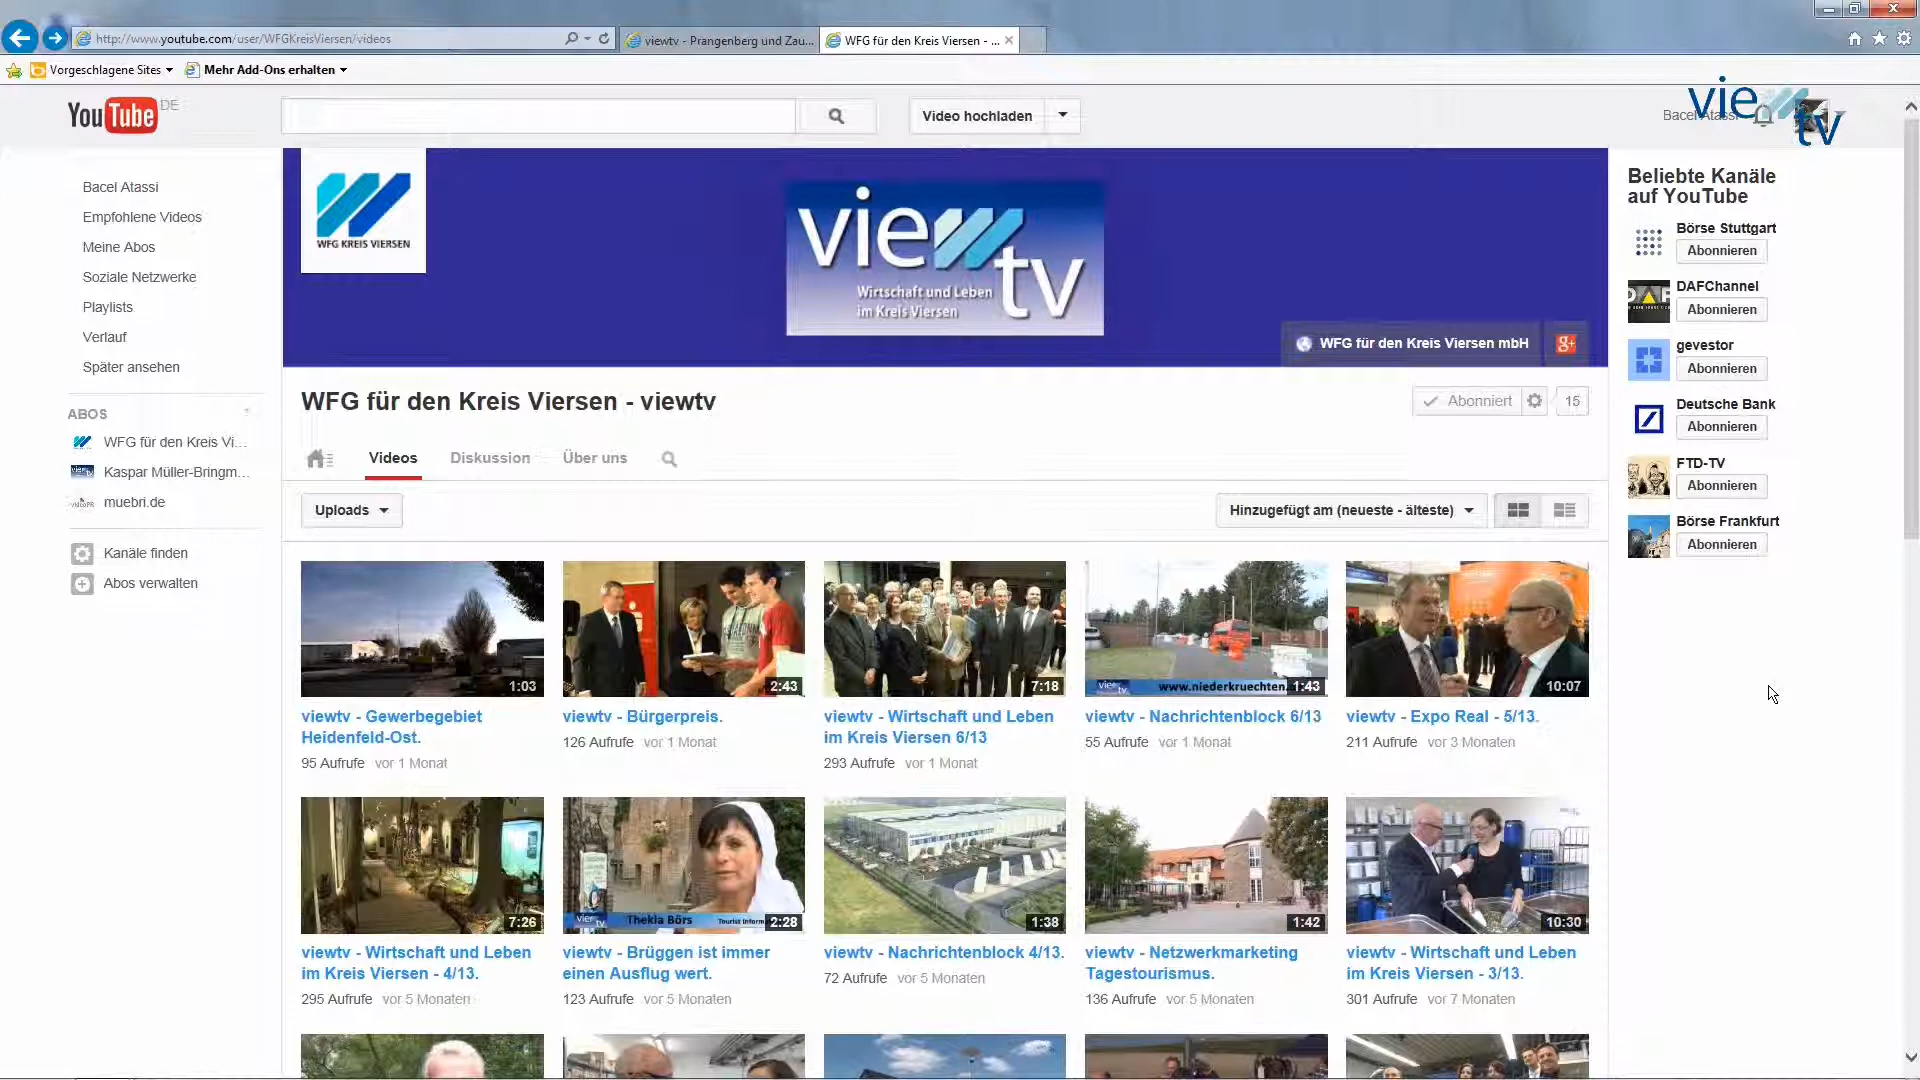 http://www.youtube.com/user/WFGKreisViersen/videos
viewtv - Prangenberg und Zau...
WFG für den Kreis Viersen - ...
Vorgeschlagene Sites
Mehr Add-Ons erhalten
YouTube DE
Video hochladen
Bacel Atassi
view tv
Bacel Atassi
Empfohlene Videos
Meine Abos
Soziale Netzwerke
Playlists
Verlauf
Später ansehen
ABOS
WFG für den Kreis Vi...
Kaspar Müller-Bringm...
muebri.de
Kanäle finden
Abos verwalten
WFG KREIS VIERSEN
view tv
Wirtschaft und Leben
im Kreis Viersen
WFG für den Kreis Viersen mbH
g+
WFG für den Kreis Viersen - viewtv
Abonniert
15
Videos
Diskussion
Über uns
Uploads
Hinzugefügt am (neueste - älteste)
1:03
2:43
7:18
view tv
www.niederkruechten.
1:43
10:07
viewtv - Gewerbegebiet
Heidenfeld-Ost.
95 Aufrufe vor 1 Monat
viewtv - Bürgerpreis.
126 Aufrufe vor 1 Monat
viewtv - Wirtschaft und Leben
im Kreis Viersen 6/13
293 Aufrufe vor 1 Monat
viewtv - Nachrichtenblock 6/13
55 Aufrufe vor 1 Monat
viewtv - Expo Real - 5/13.
211 Aufrufe vor 3 Monaten
7:26
view tv
Thekla Börs
Tourist Inform
2:28
1:38
1:42
10:30
viewtv - Wirtschaft und Leben
im Kreis Viersen - 4/13.
295 Aufrufe vor 5 Monaten
viewtv - Brüggen ist immer
einen Ausflug wert.
123 Aufrufe vor 5 Monaten
viewtv - Nachrichtenblock 4/13.
72 Aufrufe vor 5 Monaten
viewtv - Netzwerkmarketing
Tagestourismus.
136 Aufrufe vor 5 Monaten
viewtv - Wirtschaft und Leben
im Kreis Viersen - 3/13.
301 Aufrufe vor 7 Monaten
Beliebte Kanäle
auf YouTube
Börse Stuttgart
Abonnieren
DAFChannel
Abonnieren
gevestor
Abonnieren
Deutsche Bank
Abonnieren
FTD-TV
Abonnieren
Börse Frankfurt
Abonnieren